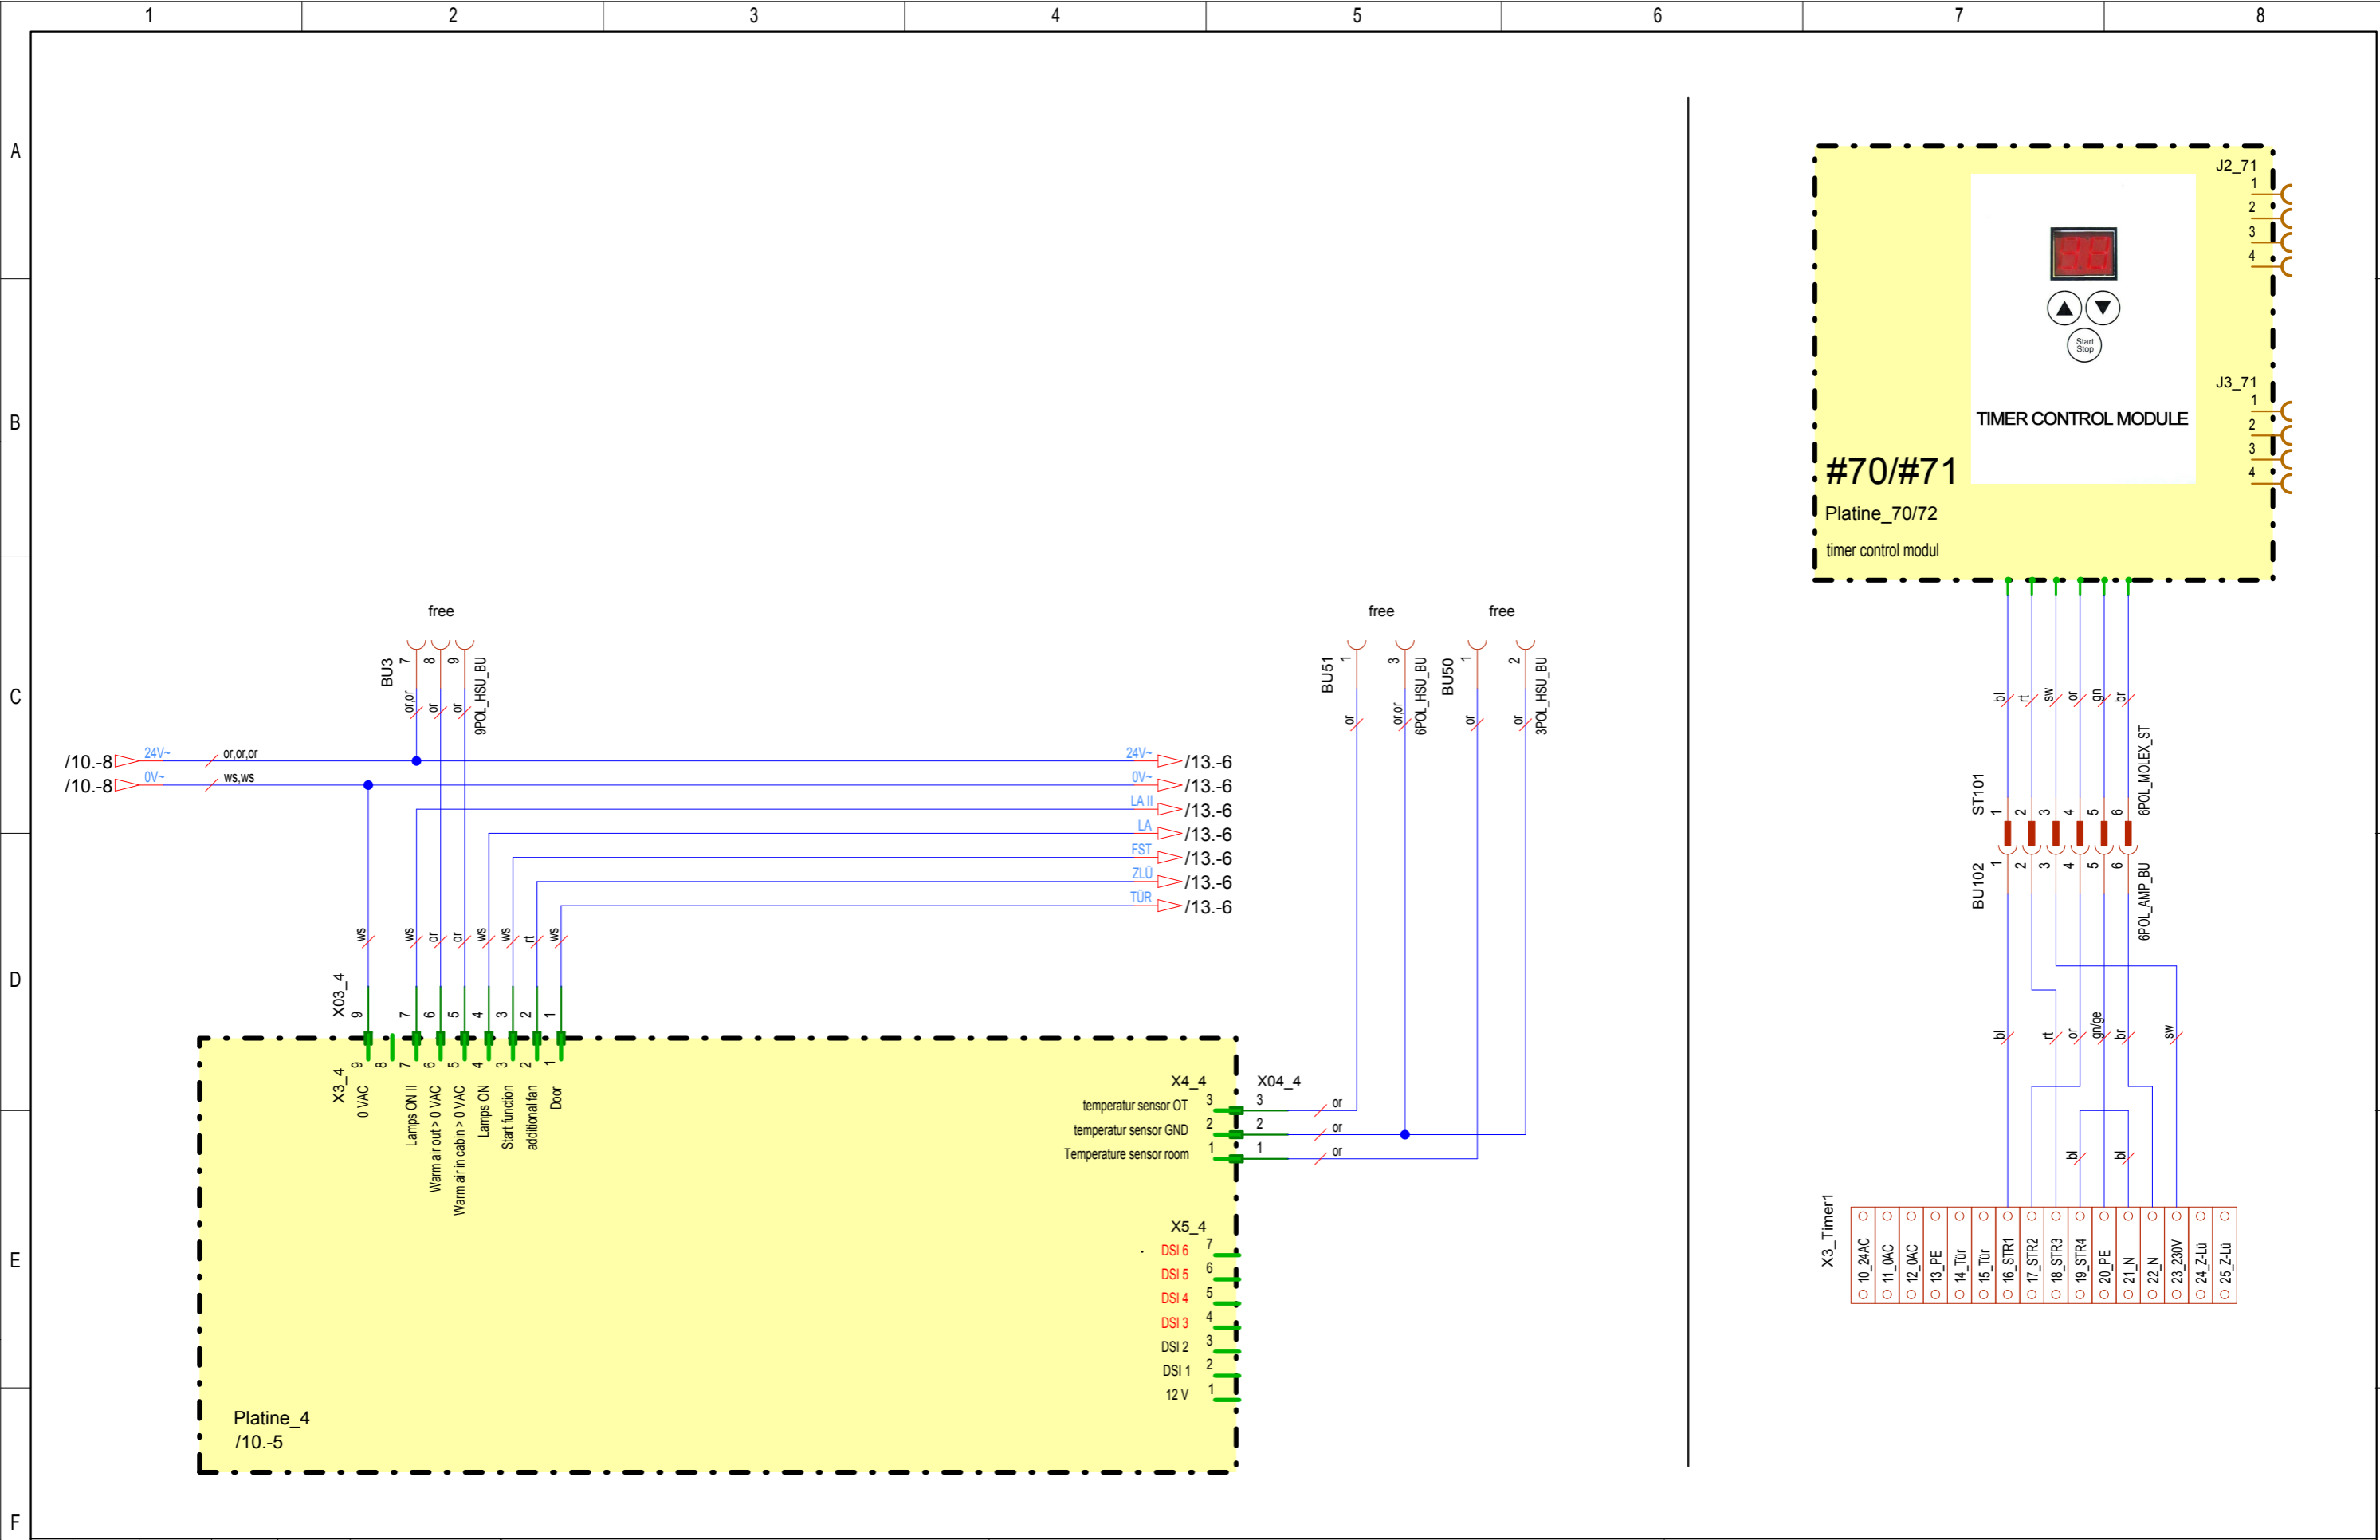 1 2 3 4 5 6 7 8
A
B
C
D
E
F
free
BU3
7 8 9
9POL_HSU_BU
or,or or or
/10.-8 24V~ or,or,or 24V~ /13.-6
/10.-8 0V~ ws,ws 0V~ /13.-6
LA II /13.-6
LA /13.-6
FST /13.-6
ZLÜ /13.-6
TÜR /13.-6
ws ws or or ws ws rt ws
X03_4
9 7 6 5 4 3 2 1
X3_4
9 8 7 6 5 4 3 2 1
0 VAC
Lamps ON II
Warm air out > 0 VAC
Warm air in cabin > 0 VAC
Lamps ON
Start function
additional fan
Door
free free
BU51
1 3
6POL_HSU_BU
BU50
1 2
3POL_HSU_BU
or or,or or or
X4_4 X04_4
temperatur sensor OT 3 3 or
temperatur sensor GND 2 2 or
Temperature sensor room 1 1 or
X5_4
DSI 6 7
DSI 5 6
DSI 4 5
DSI 3 4
DSI 2 3
DSI 1 2
12 V 1
Platine_4
/10.-5
J2_71
1
2
3
4
Start
Stop
J3_71
1
2
3
4
TIMER CONTROL MODULE
#70/#71
Platine_70/72
timer control modul
bl rt sw or gn br
ST101
1 2 3 4 5 6
6POL_MOLEX_ST
BU102
1 2 3 4 5 6
6POL_AMP_BU
bl rt or gn/ge br sw
bl bl
X3_Timer1
10_24AC
11_0AC
12_0AC
13_PE
14_Tür
15_Tür
16_STR1
17_STR2
18_STR3
19_STR4
20_PE
21_N
22_N
23_230V
24_Z-Lü
25_Z-Lü